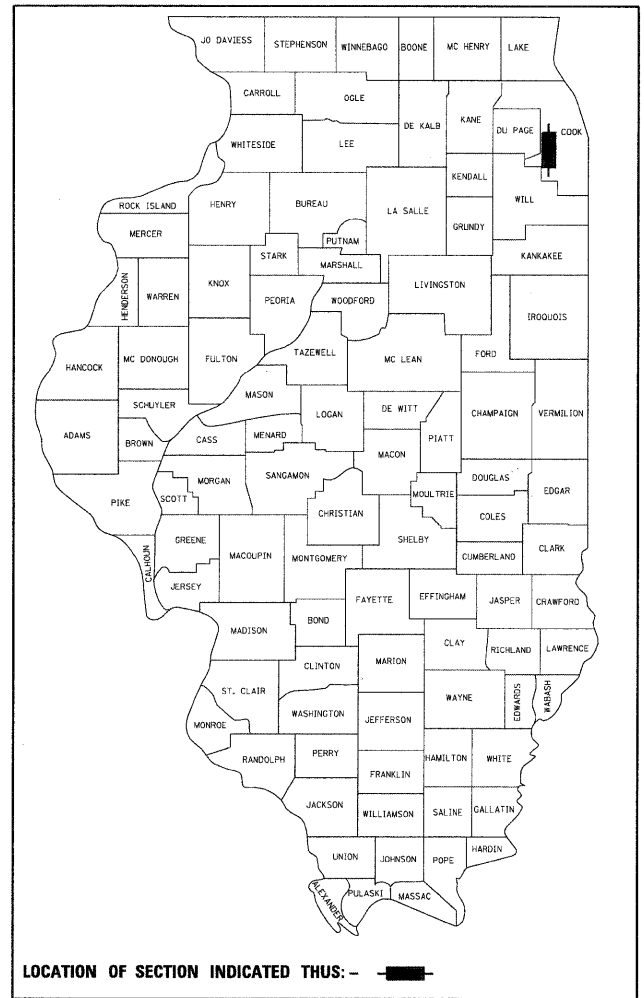 JO DAVIESS STEPHENSON WINNEBAGO BOONE MC HENRY LAKE
CARROLL OGLE DE KALB KANE DU PAGE COOK
WHITESIDE LEE KENDALL WILL
ROCK ISLAND HENRY BUREAU LA SALLE GRUNDY
MERCER PUTNAM KANKAKEE
STARK MARSHALL
HENDERSON WARREN KNOX PEORIA WOODFORD LIVINGSTON IROQUOIS
HANCOCK MC DONOUGH FULTON TAZEWELL MC LEAN FORD
MASON
SCHUYLER LOGAN DE WITT CHAMPAIGN VERMILION
ADAMS BROWN CASS MENARD MACON PIATT
PIKE SCOTT MORGAN SANGAMON MOULTRIE DOUGLAS EDGAR
CHRISTIAN COLES
CALHOUN GREENE MACOUPIN MONTGOMERY SHELBY CUMBERLAND CLARK
JERSEY FAYETTE EFFINGHAM JASPER CRAWFORD
MADISON BOND
CLAY RICHLAND LAWRENCE
CLINTON MARION
ST. CLAIR WAYNE EDWARDS WABASH
MONROE WASHINGTON JEFFERSON
RANDOLPH PERRY HAMILTON WHITE
FRANKLIN
JACKSON WILLIAMSON SALINE GALLATIN
UNION JOHNSON POPE HARDIN
ALEXANDER PULASKI MASSAC
LOCATION OF SECTION INDICATED THUS: –